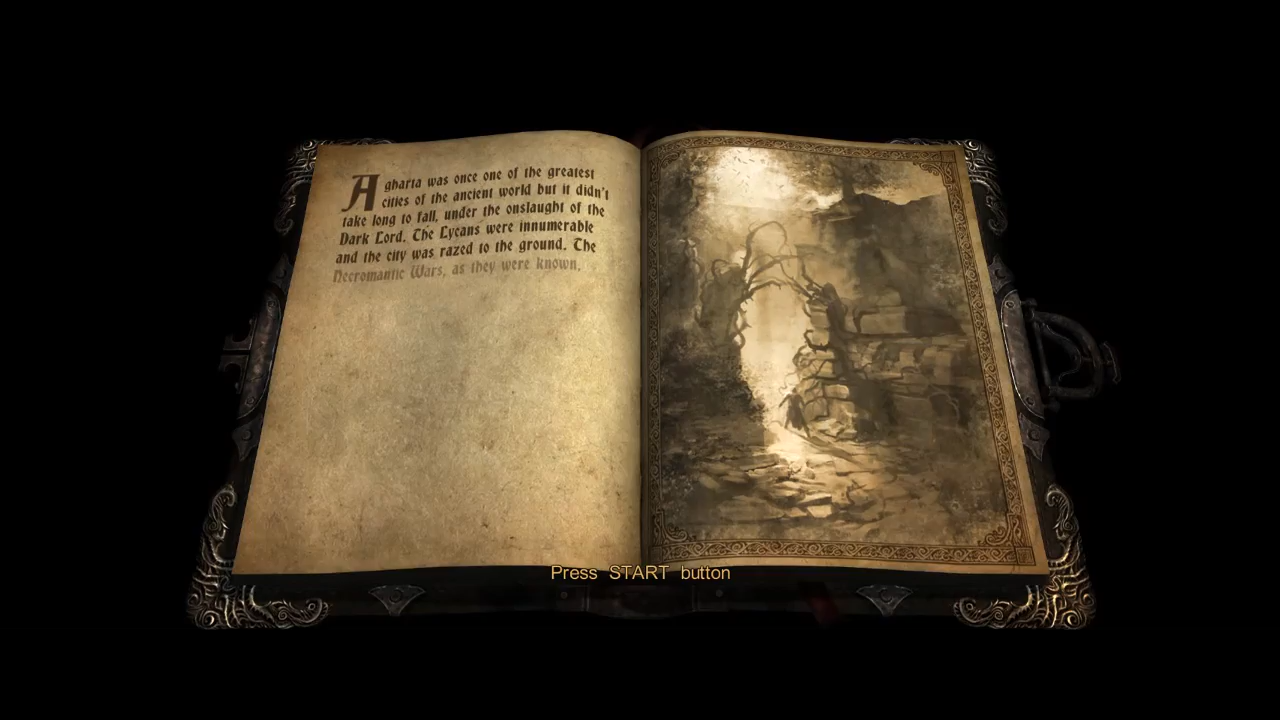 Agharta was once one of the greatest
cities of the ancient world but it didn't
take long to fall, under the onslaught of the
Dark Lord. The Lycans were innumerable
and the city was razed to the ground. The
Necromantic Wars, as they were known,
Press START button